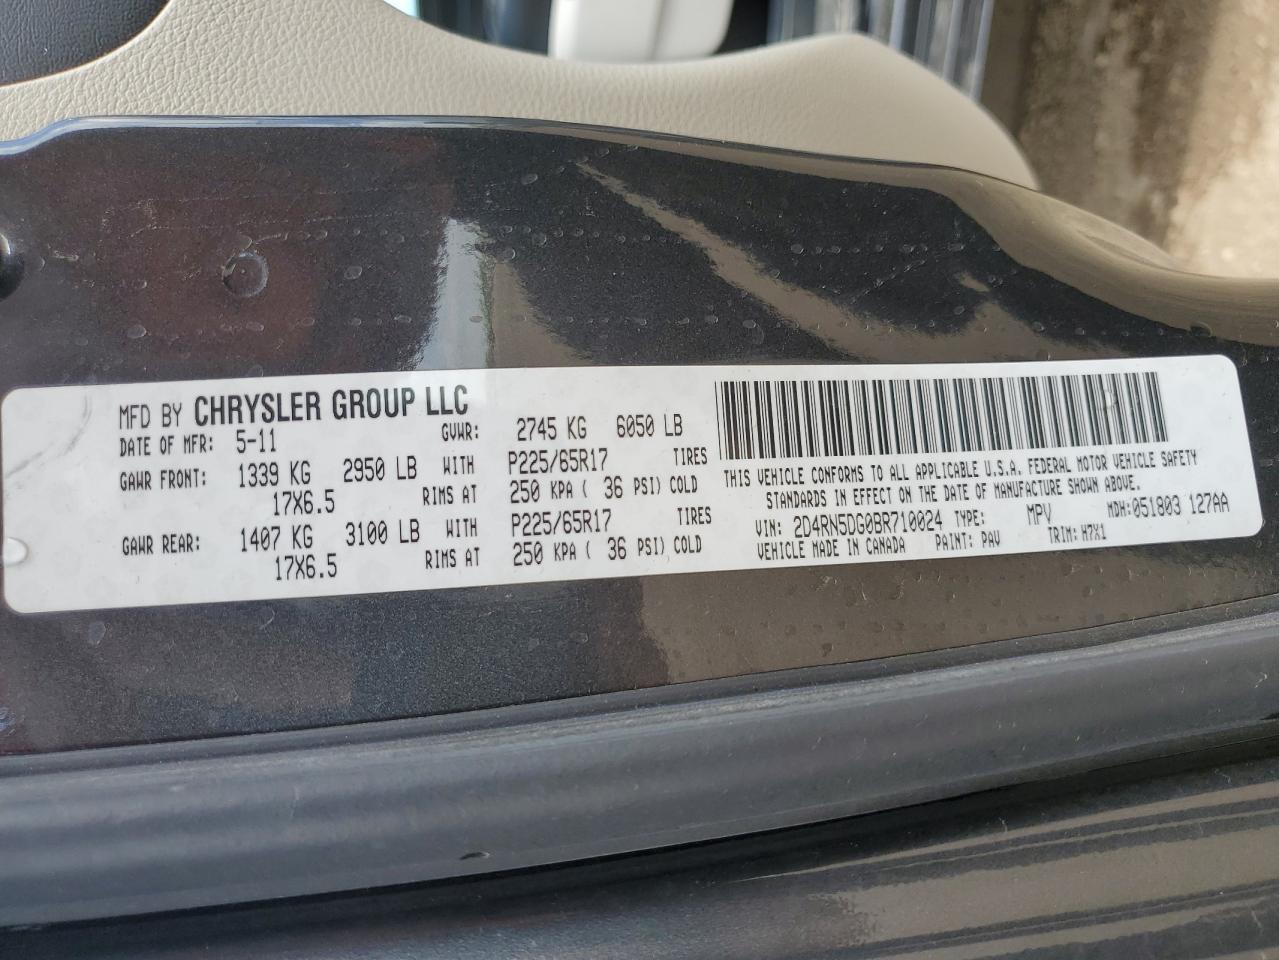 MFD BY CHRYSLER GROUP LLC
DATE OF MFR: 5-11 GVWR: 2745 KG 6050 LB
GAWR FRONT: 1339 KG 2950 LB WITH P225/65R17 TIRES
17X6.5 RIMS AT 250 KPA ( 36 PSI) COLD
GAWR REAR: 1407 KG 3100 LB WITH P225/65R17 TIRES
17X6.5 RIMS AT 250 KPA ( 36 PSI) COLD
THIS VEHICLE CONFORMS TO ALL APPLICABLE U.S.A. FEDERAL MOTOR VEHICLE SAFETY
STANDARDS IN EFFECT ON THE DATE OF MANUFACTURE SHOWN ABOVE.
VIN: 2D4RN5DG0BR710024 TYPE: MPV MDH: 051803 127AA
VEHICLE MADE IN CANADA PAINT: PAV TRIM: H7X1